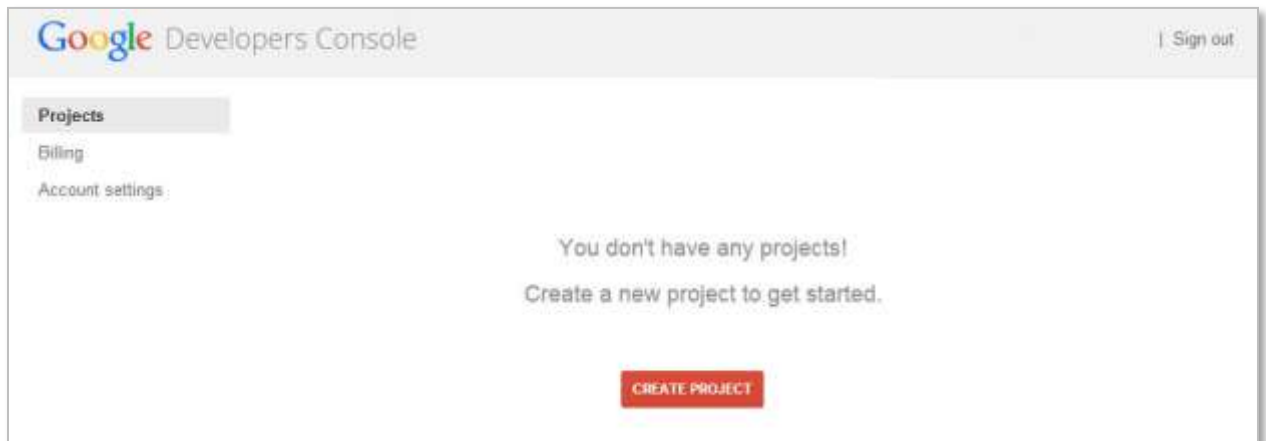 Google Developers Console
| Sign out
Projects
Billing
Account settings
You don't have any projects!
Create a new project to get started.
CREATE PROJECT